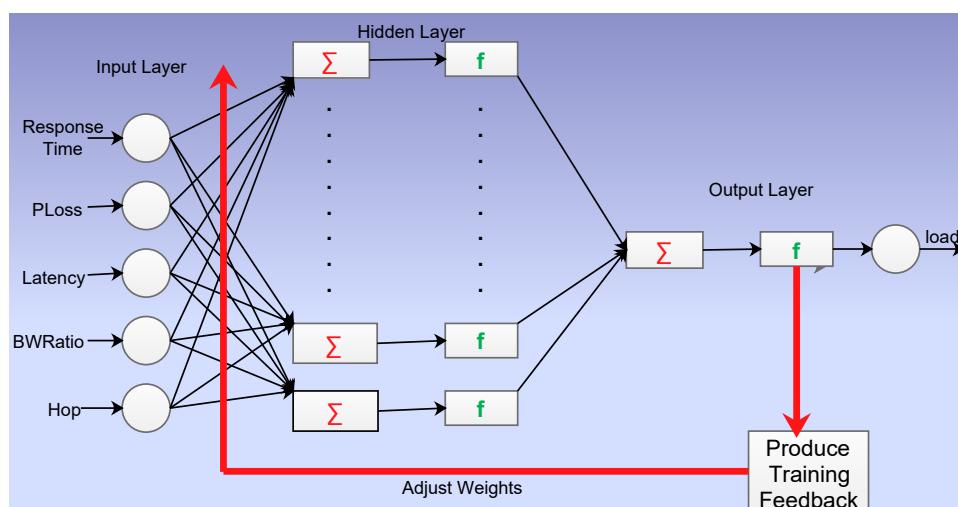 Hidden Layer
Input Layer
Σ
f
Response
Time
PLoss
Output Layer
Σ
f
load
Latency
BWRatio
Σ
f
Hop
Σ
f
Produce
Training
Feedback
Adjust Weights